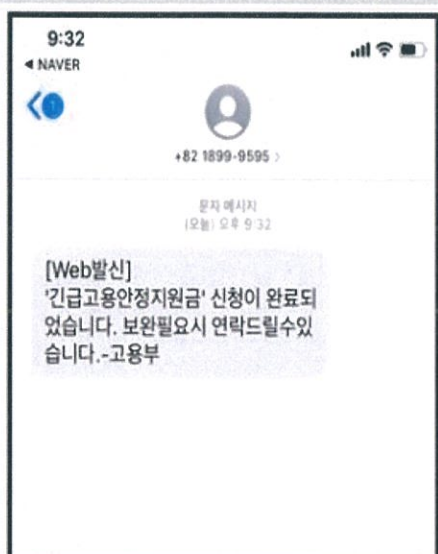 9:32
◀ NAVER
1
+82 1899-9595 >
문자 메시지
(오늘) 오후 9:32
[Web발신]
'긴급고용안정지원금' 신청이 완료되
었습니다. 보완필요시 연락드릴수있
습니다.-고용부